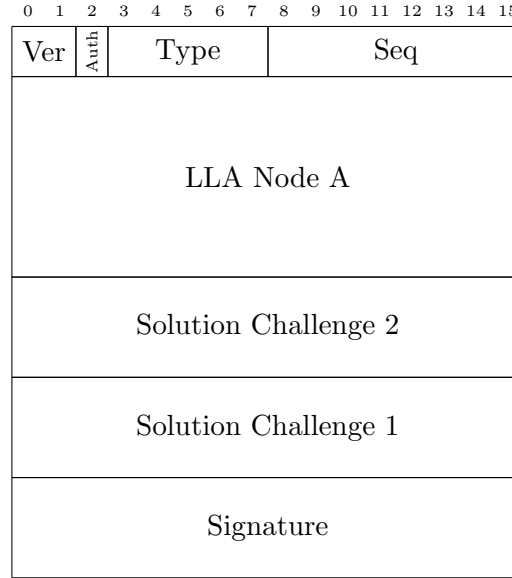 0 1 2 3 4 5 6 7 8 9 10 11 12 13 14 15
Ver Auth Type Seq
LLA Node A
Solution Challenge 2
Solution Challenge 1
Signature